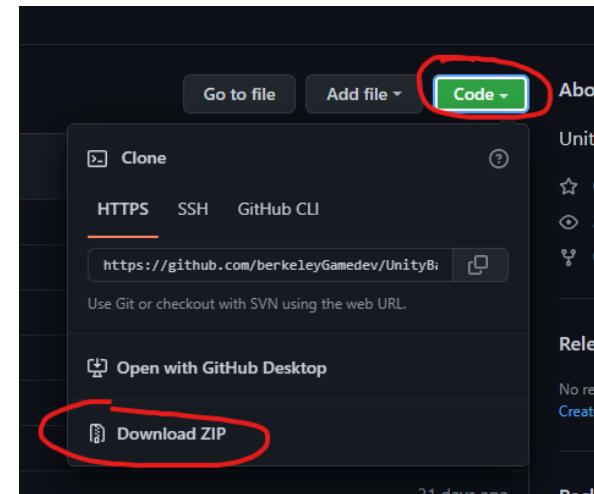 Go to file Add file Code
Abo
Clone
Unit
HTTPS SSH GitHub CLI
https://github.com/berkeleyGamedev/UnityBa
Use Git or checkout with SVN using the web URL.
Rele
Open with GitHub Desktop
No re
Creat
Download ZIP